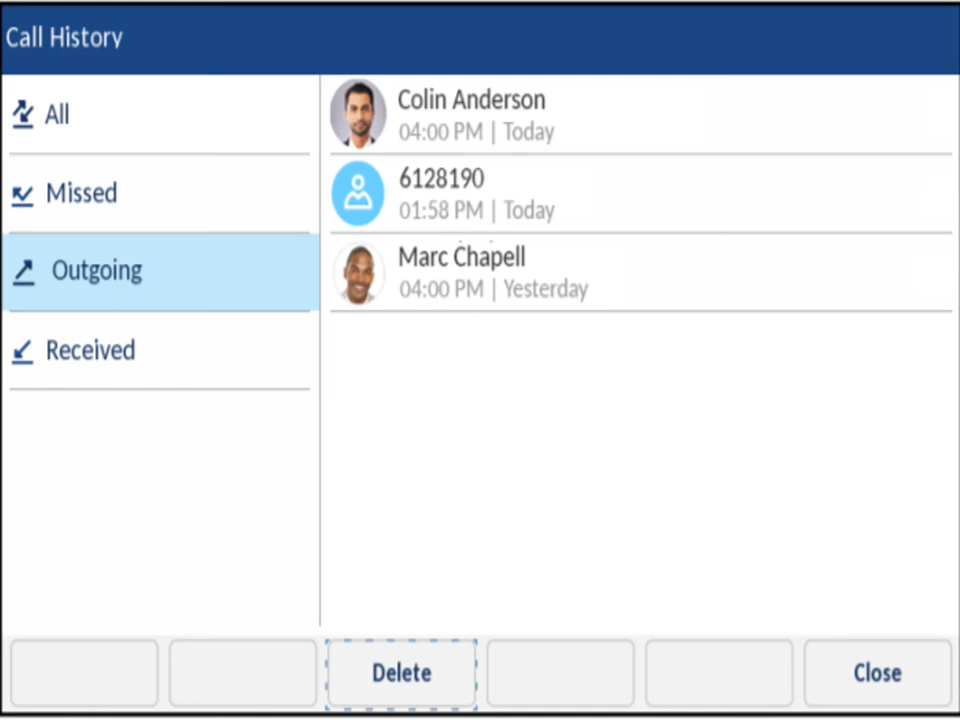 Call History
All
Missed
Outgoing
Received
Colin Anderson
04:00 PM | Today
6128190
01:58 PM | Today
Marc Chapell
04:00 PM | Yesterday
Delete
Close